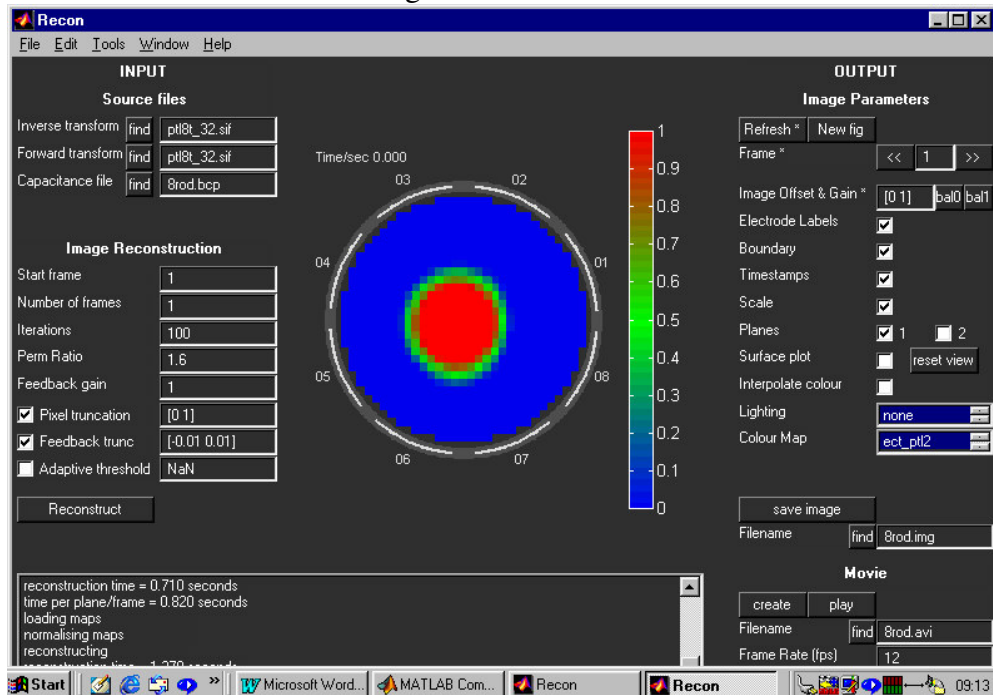 Recon
File Edit Tools Window Help
INPUT
Source files
Inverse transform find ptl8t_32.sif
Forward transform find ptl8t_32.sif
Capacitance file find 8rod.bcp
Image Reconstruction
Start frame 1
Number of frames 1
Iterations 100
Perm Ratio 1.6
Feedback gain 1
Pixel truncation [0 1]
Feedback trunc [-0.01 0.01]
Adaptive threshold NaN
Reconstruct
Time/sec 0.000
03 02
04 01
05 08
06 07
1
0.9
0.8
0.7
0.6
0.5
0.4
0.3
0.2
0.1
0
OUTPUT
Image Parameters
Refresh * New fig
Frame * << 1 >>
Image Offset & Gain * [0 1] bal0 bal1
Electrode Labels
Boundary
Timestamps
Scale
Planes 1 2
Surface plot reset view
Interpolate colour
Lighting none
Colour Map ect_ptl2
save image
Filename find 8rod.img
Movie
create play
Filename find 8rod.avi
Frame Rate (fps) 12
reconstruction time = 0.710 seconds
time per plane/frame = 0.820 seconds
loading maps
normalising maps
reconstructing
Start » Microsoft Word... MATLAB Com... Recon Recon 09:13